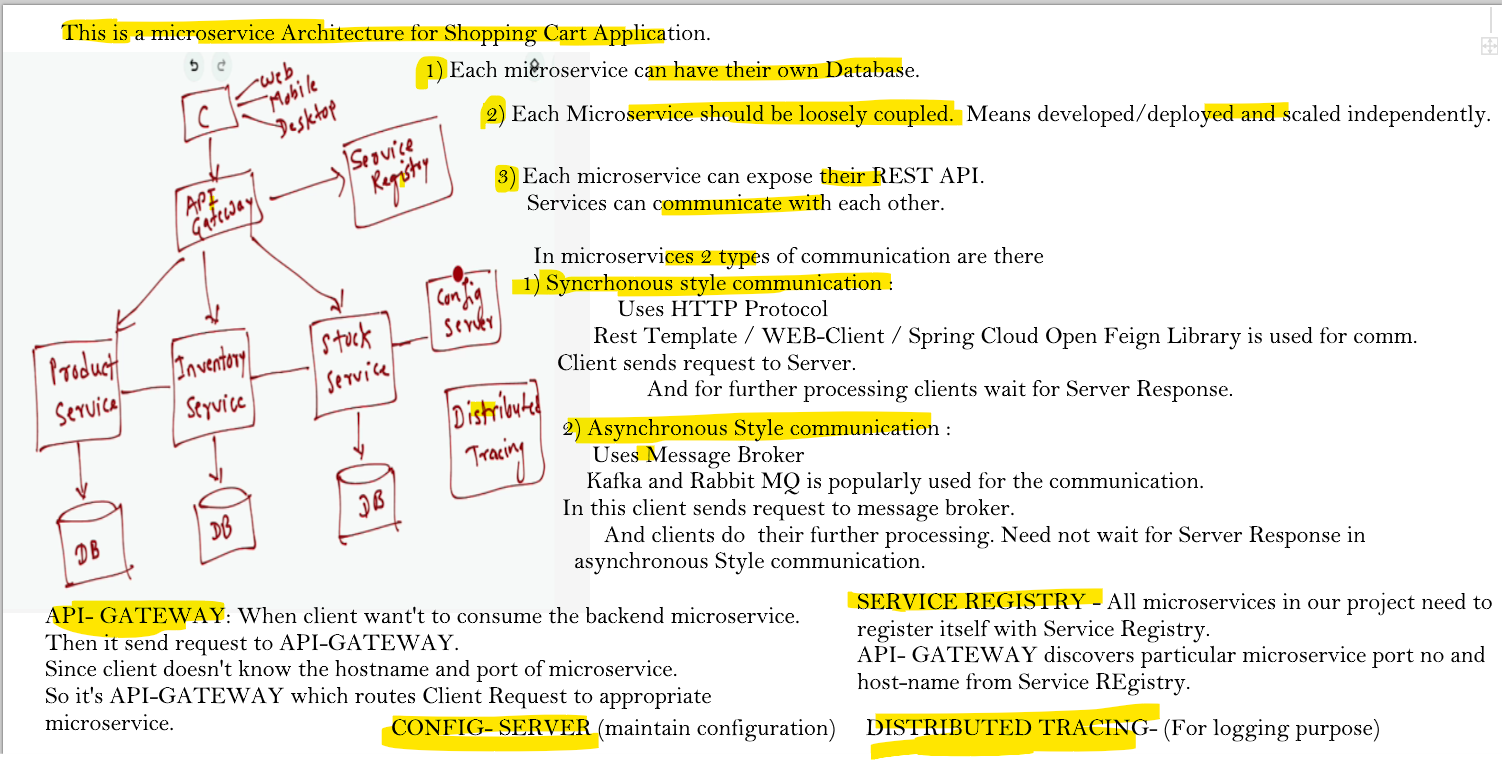 This is a microservice Architecture for Shopping Cart Application.
1) Each microservice can have their own Database.
2) Each Microservice should be loosely coupled. Means developed/deployed and scaled independently.
3) Each microservice can expose their REST API.
Services can communicate with each other.
In microservices 2 types of communication are there
1) Syncrhonous style communication :
Uses HTTP Protocol
Rest Template / WEB-Client / Spring Cloud Open Feign Library is used for comm.
Client sends request to Server.
And for further processing clients wait for Server Response.
2) Asynchronous Style communication :
Uses Message Broker
Kafka and Rabbit MQ is popularly used for the communication.
In this client sends request to message broker.
And clients do their further processing. Need not wait for Server Response in
asynchronous Style communication.
C
Web
Mobile
Desktop
API
Gateway
Service
Registry
Config
Server
Product
Service
Inventory
Service
Stock
Service
Distributed
Tracing
DB
DB
DB
API- GATEWAY: When client want't to consume the backend microservice.
Then it send request to API-GATEWAY.
Since client doesn't know the hostname and port of microservice.
So it's API-GATEWAY which routes Client Request to appropriate
microservice.
SERVICE REGISTRY - All microservices in our project need to
register itself with Service Registry.
API- GATEWAY discovers particular microservice port no and
host-name from Service REgistry.
CONFIG- SERVER (maintain configuration)
DISTRIBUTED TRACING- (For logging purpose)